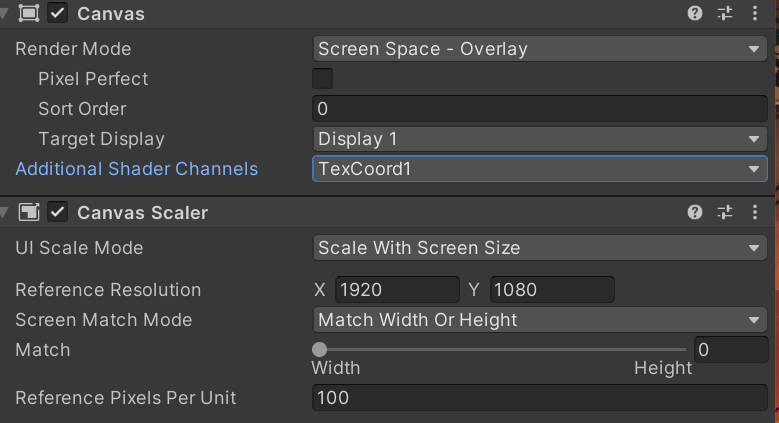 Canvas
Render Mode Screen Space - Overlay
Pixel Perfect
Sort Order 0
Target Display Display 1
Additional Shader Channels TexCoord1
Canvas Scaler
UI Scale Mode Scale With Screen Size
Reference Resolution X 1920 Y 1080
Screen Match Mode Match Width Or Height
Match 0
Width Height
Reference Pixels Per Unit 100